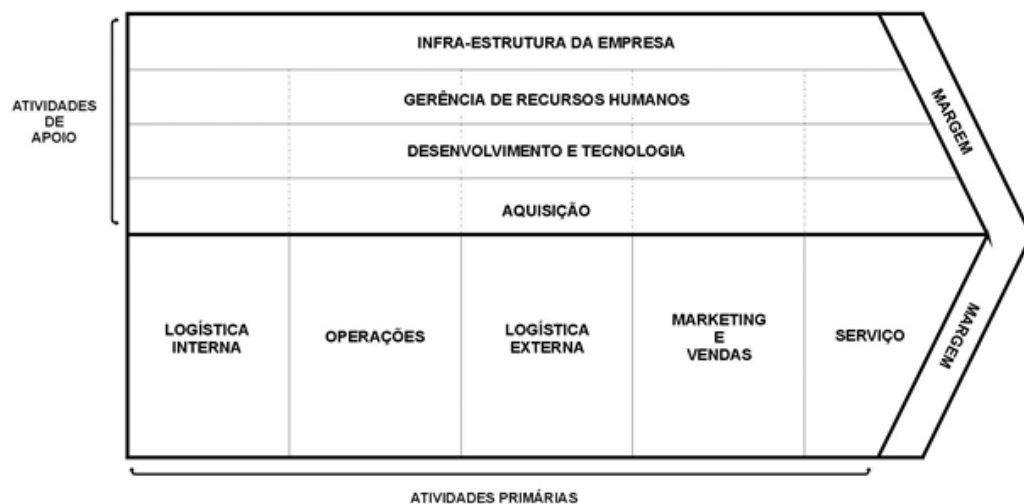 INFRA-ESTRUTURA DA EMPRESA
ATIVIDADES
DE
APOIO
GERÊNCIA DE RECURSOS HUMANOS
DESENVOLVIMENTO E TECNOLOGIA
AQUISIÇÃO
MARGEM
LOGÍSTICA
INTERNA
OPERAÇÕES
LOGÍSTICA
EXTERNA
MARKETING
E
VENDAS
SERVIÇO
MARGEM
ATIVIDADES PRIMÁRIAS